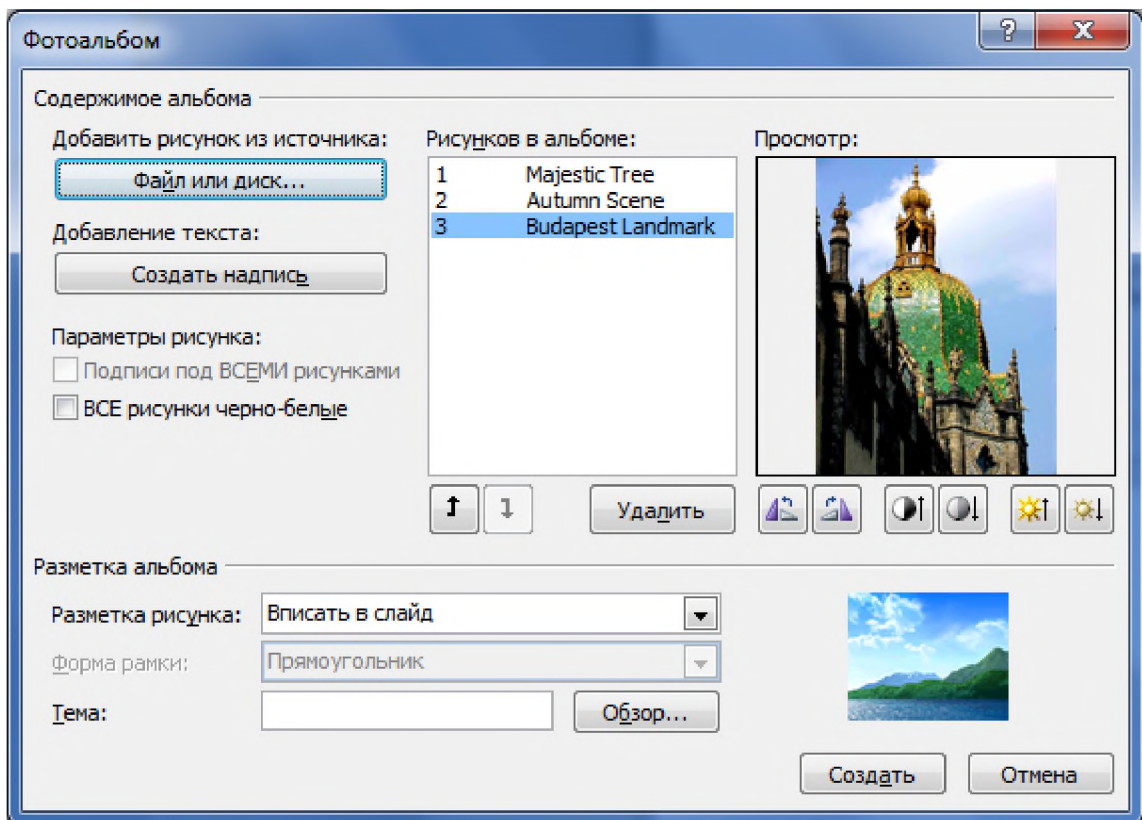 Фотоальбом
Содержимое альбома
Добавить рисунок из источника:
Файл или диск...
Добавление текста:
Создать надпись
Параметры рисунка:
Подписи под ВСЕМИ рисунками
ВСЕ рисунки черно-белые
Рисунков в альбоме:
1 Majestic Tree
2 Autumn Scene
3 Budapest Landmark
Удалить
Просмотр:
Разметка альбома
Разметка рисунка: Вписать в слайд
Форма рамки: Прямоугольник
Тема: Обзор...
Создать Отмена